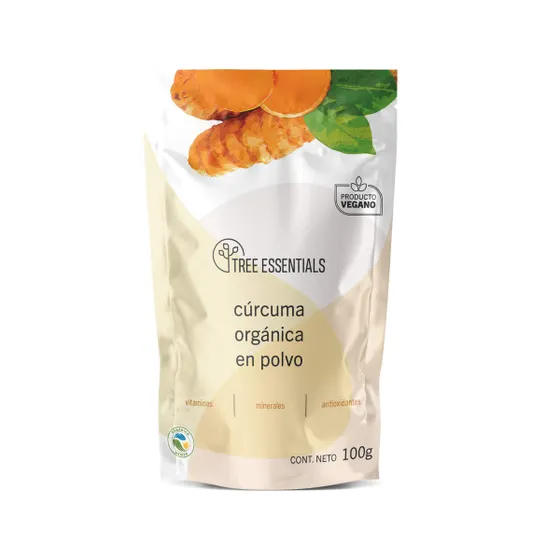 PRODUCTO
VEGANO
TREE ESSENTIALS
cúrcuma
orgánica
en polvo
vitaminas
minerales
antioxidantes
CONT. NETO 100g